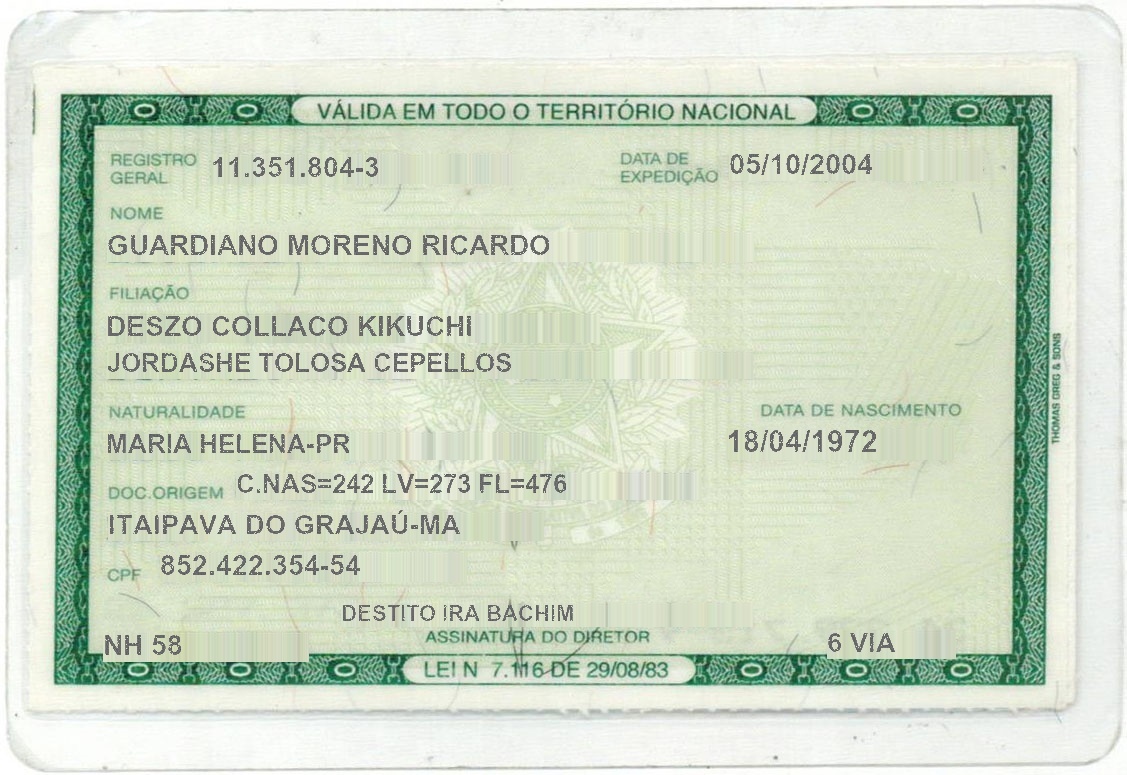 VÁLIDA EM TODO O TERRITÓRIO NACIONAL
REGISTRO GERAL 11.351.804-3 DATA DE EXPEDIÇÃO 05/10/2004
NOME
GUARDIANO MORENO RICARDO
FILIAÇÃO
DESZO COLLACO KIKUCHI
JORDASHE TOLOSA CEPELLOS
NATURALIDADE DATA DE NASCIMENTO
MARIA HELENA-PR 18/04/1972
DOC.ORIGEM C.NAS=242 LV=273 FL=476
ITAIPAVA DO GRAJAÚ-MA
CPF 852.422.354-54
DESTITO IRA BACHIM
NH 58 ASSINATURA DO DIRETOR 6 VIA
LEI N 7.116 DE 29/08/83
THOMAS GREG & SONS